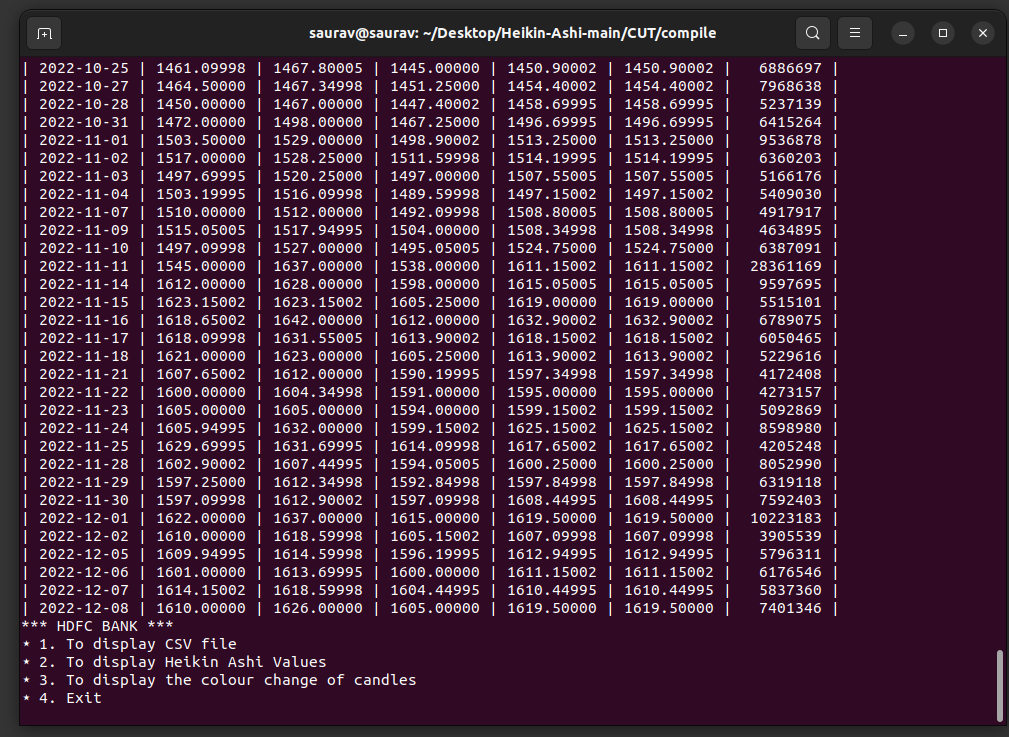 saurav@saurav: ~/Desktop/Heikin-Ashi-main/CUT/compile
| 2022-10-25 | 1461.09998 | 1467.80005 | 1445.00000 | 1450.90002 | 1450.90002 |    6886697 |
| 2022-10-27 | 1464.50000 | 1467.34998 | 1451.25000 | 1454.40002 | 1454.40002 |    7968638 |
| 2022-10-28 | 1450.00000 | 1467.00000 | 1447.40002 | 1458.69995 | 1458.69995 |    5237139 |
| 2022-10-31 | 1472.00000 | 1498.00000 | 1467.25000 | 1496.69995 | 1496.69995 |    6415264 |
| 2022-11-01 | 1503.50000 | 1529.00000 | 1498.90002 | 1513.25000 | 1513.25000 |    9536878 |
| 2022-11-02 | 1517.00000 | 1528.25000 | 1511.59998 | 1514.19995 | 1514.19995 |    6360203 |
| 2022-11-03 | 1497.69995 | 1520.25000 | 1497.00000 | 1507.55005 | 1507.55005 |    5166176 |
| 2022-11-04 | 1503.19995 | 1516.09998 | 1489.59998 | 1497.15002 | 1497.15002 |    5409030 |
| 2022-11-07 | 1510.00000 | 1512.00000 | 1492.09998 | 1508.80005 | 1508.80005 |    4917917 |
| 2022-11-09 | 1515.05005 | 1517.94995 | 1504.00000 | 1508.34998 | 1508.34998 |    4634895 |
| 2022-11-10 | 1497.09998 | 1527.00000 | 1495.05005 | 1524.75000 | 1524.75000 |    6387091 |
| 2022-11-11 | 1545.00000 | 1637.00000 | 1538.00000 | 1611.15002 | 1611.15002 |   28361169 |
| 2022-11-14 | 1612.00000 | 1628.00000 | 1598.00000 | 1615.05005 | 1615.05005 |    9597695 |
| 2022-11-15 | 1623.15002 | 1623.15002 | 1605.25000 | 1619.00000 | 1619.00000 |    5515101 |
| 2022-11-16 | 1618.65002 | 1642.00000 | 1612.00000 | 1632.90002 | 1632.90002 |    6789075 |
| 2022-11-17 | 1618.09998 | 1631.55005 | 1613.90002 | 1618.15002 | 1618.15002 |    6050465 |
| 2022-11-18 | 1621.00000 | 1623.00000 | 1605.25000 | 1613.90002 | 1613.90002 |    5229616 |
| 2022-11-21 | 1607.65002 | 1612.00000 | 1590.19995 | 1597.34998 | 1597.34998 |    4172408 |
| 2022-11-22 | 1600.00000 | 1604.34998 | 1591.00000 | 1595.00000 | 1595.00000 |    4273157 |
| 2022-11-23 | 1605.00000 | 1605.00000 | 1594.00000 | 1599.15002 | 1599.15002 |    5092869 |
| 2022-11-24 | 1605.94995 | 1632.00000 | 1599.15002 | 1625.15002 | 1625.15002 |    8598980 |
| 2022-11-25 | 1629.69995 | 1631.69995 | 1614.09998 | 1617.65002 | 1617.65002 |    4205248 |
| 2022-11-28 | 1602.90002 | 1607.44995 | 1594.05005 | 1600.25000 | 1600.25000 |    8052990 |
| 2022-11-29 | 1597.25000 | 1612.34998 | 1592.84998 | 1597.84998 | 1597.84998 |    6319118 |
| 2022-11-30 | 1597.09998 | 1612.90002 | 1597.09998 | 1608.44995 | 1608.44995 |    7592403 |
| 2022-12-01 | 1622.00000 | 1637.00000 | 1615.00000 | 1619.50000 | 1619.50000 |   10223183 |
| 2022-12-02 | 1610.00000 | 1618.59998 | 1605.15002 | 1607.09998 | 1607.09998 |    3905539 |
| 2022-12-05 | 1609.94995 | 1614.59998 | 1596.19995 | 1612.94995 | 1612.94995 |    5796311 |
| 2022-12-06 | 1601.00000 | 1613.69995 | 1600.00000 | 1611.15002 | 1611.15002 |    6176546 |
| 2022-12-07 | 1614.15002 | 1618.59998 | 1604.44995 | 1610.44995 | 1610.44995 |    5837360 |
| 2022-12-08 | 1610.00000 | 1626.00000 | 1605.00000 | 1619.50000 | 1619.50000 |    7401346 |
*** HDFC BANK ***
* 1. To display CSV file
* 2. To display Heikin Ashi Values
* 3. To display the colour change of candles
* 4. Exit